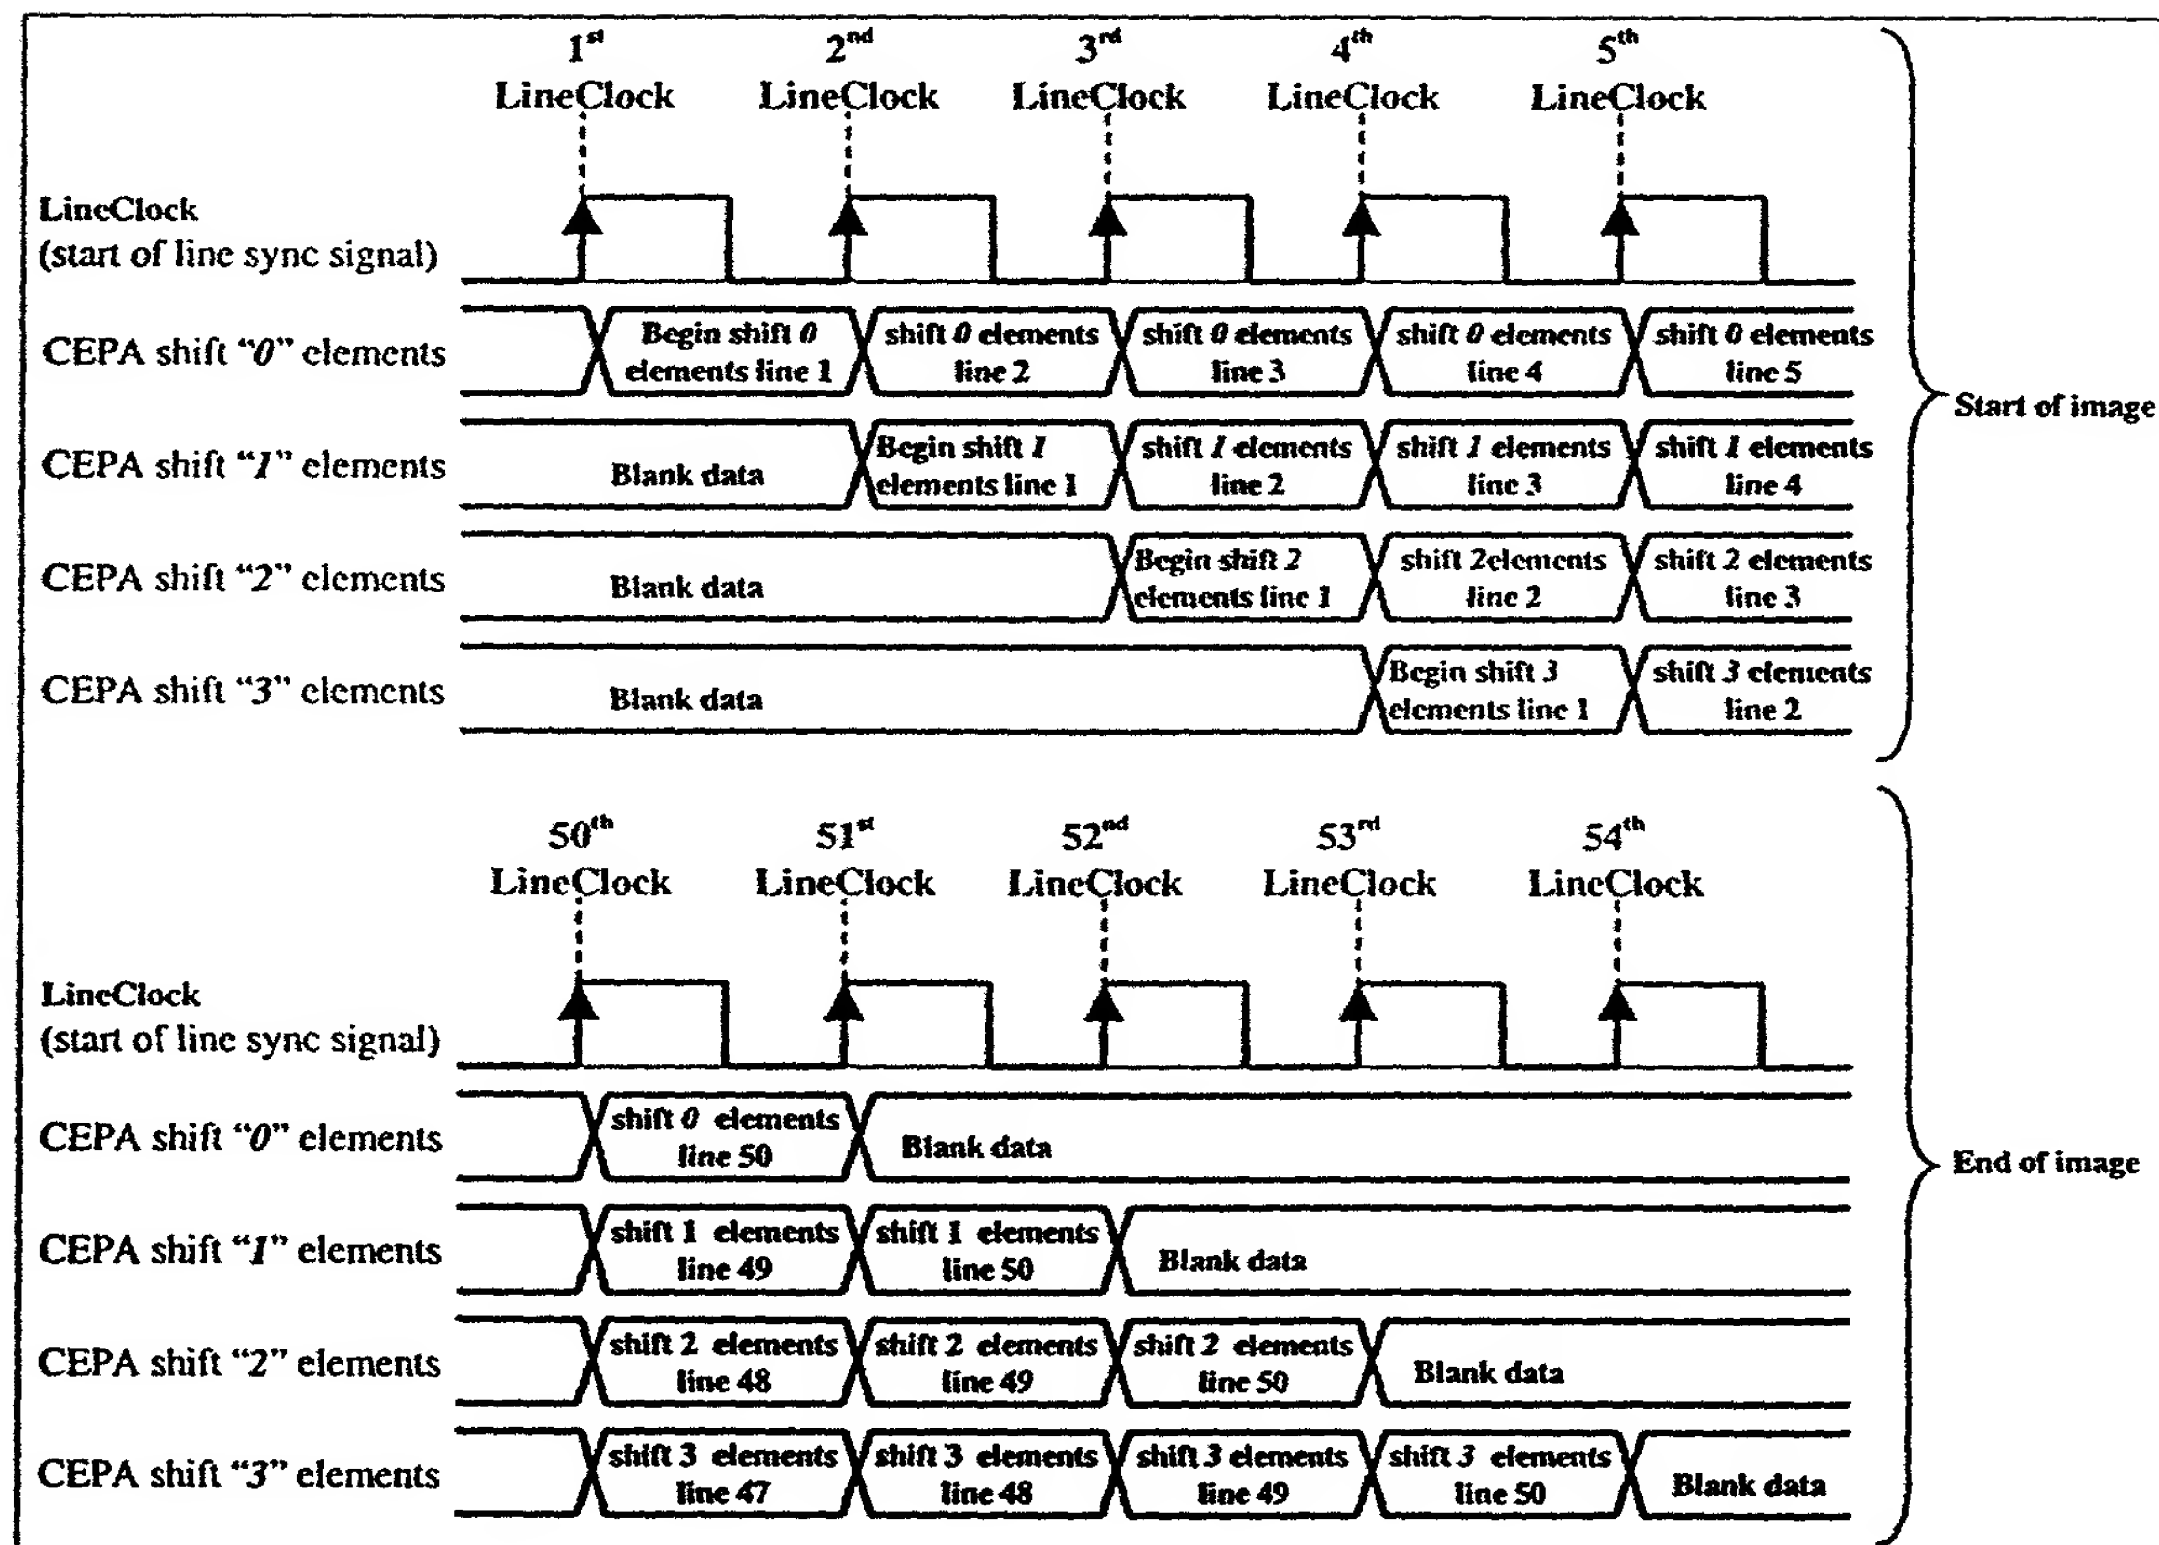 1st 2nd 3rd 4th 5th
LineClock LineClock LineClock LineClock LineClock
LineClock
(start of line sync signal)
CEPA shift “0” elements
Begin shift 0 shift 0 elements shift 0 elements shift 0 elements shift 0 elements
elements line 1 line 2 line 3 line 4 line 5
CEPA shift “1” elements
Blank data
Begin shift 1 shift 1 elements shift 1 elements shift 1 elements
elements line 1 line 2 line 3 line 4
CEPA shift “2” elements
Blank data
Begin shift 2 shift 2elements shift 2 elements
elements line 1 line 2 line 3
CEPA shift “3” elements
Blank data
Begin shift 3 shift 3 elements
elements line 1 line 2
Start of image
50th 51st 52nd 53rd 54th
LineClock LineClock LineClock LineClock LineClock
LineClock
(start of line sync signal)
CEPA shift “0” elements
shift 0 elements
line 50
Blank data
CEPA shift “1” elements
shift 1 elements shift 1 elements
line 49 line 50
Blank data
CEPA shift “2” elements
shift 2 elements shift 2 elements shift 2 elements
line 48 line 49 line 50
Blank data
CEPA shift “3” elements
shift 3 elements shift 3 elements shift 3 elements shift 3 elements
line 47 line 48 line 49 line 50
Blank data
End of image